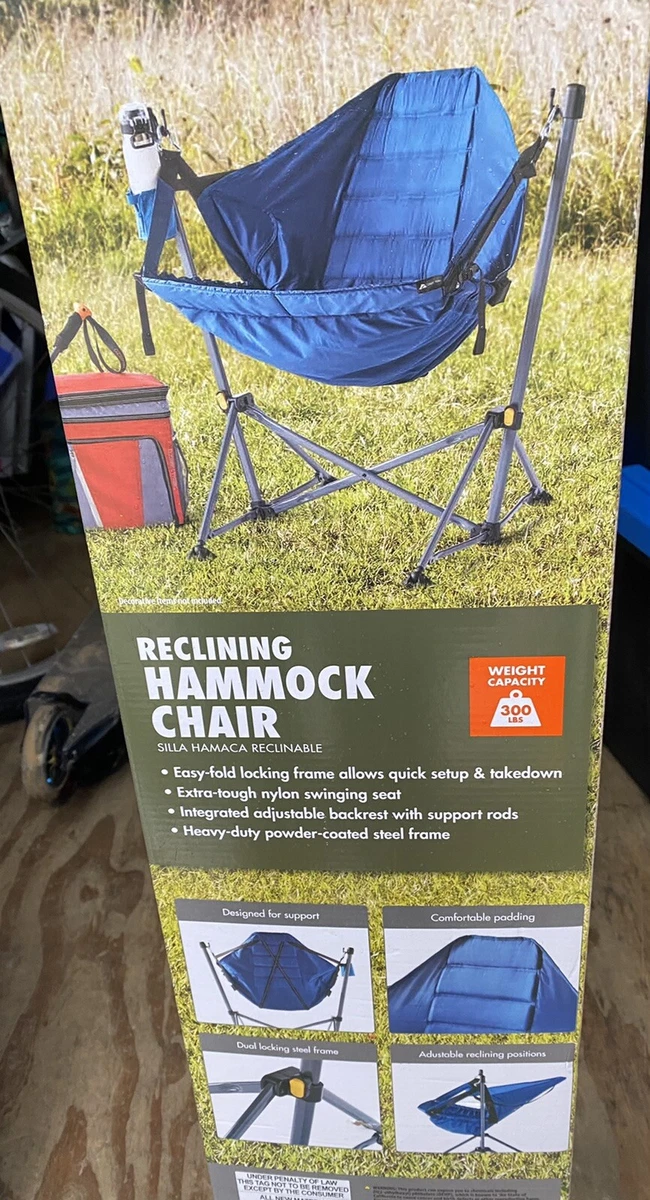 Decorative items not included.
RECLINING
HAMMOCK
CHAIR
SILLA HAMACA RECLINABLE
WEIGHT
CAPACITY
300
LBS
• Easy-fold locking frame allows quick setup & takedown
• Extra-tough nylon swinging seat
• Integrated adjustable backrest with support rods
• Heavy-duty powder-coated steel frame
Designed for support
Comfortable padding
Dual locking steel frame
Adjustable reclining positions
UNDER PENALTY OF LAW
THIS TAG NOT TO BE REMOVED
EXCEPT BY THE CONSUMER